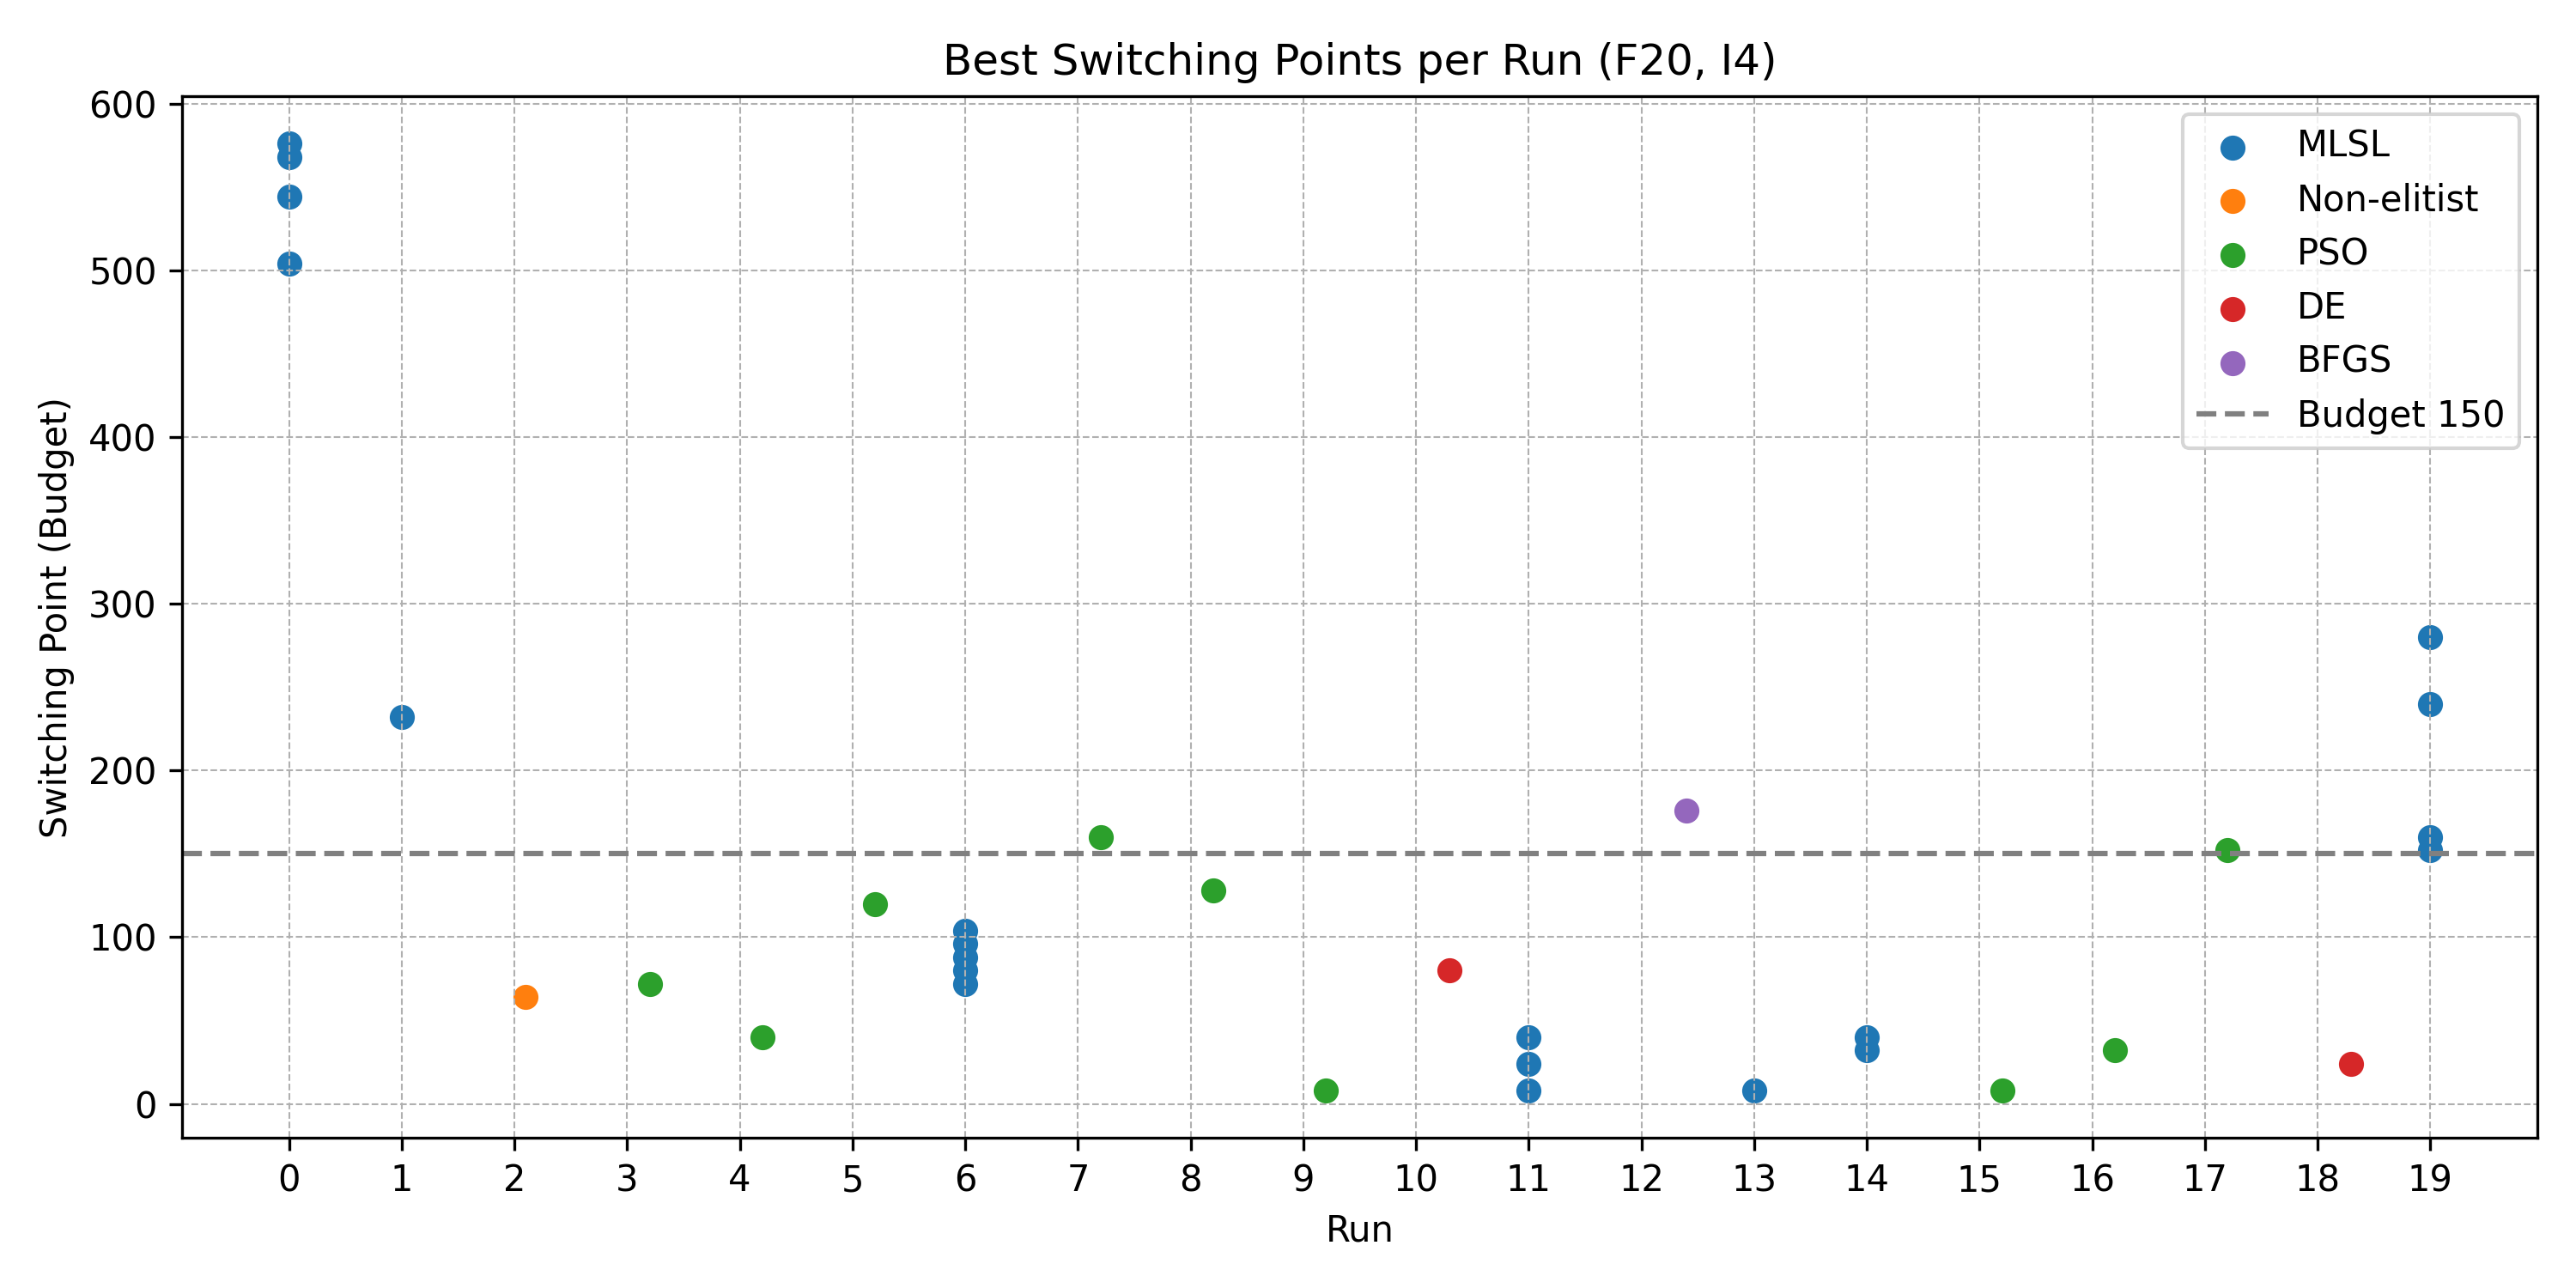 Best Switching Points per Run (F20, I4)
600
500
400
300
200
100
0
Switching Point (Budget)
MLSL
Non-elitist
PSO
DE
BFGS
Budget 150
0 1 2 3 4 5 6 7 8 9 10 11 12 13 14 15 16 17 18 19
Run